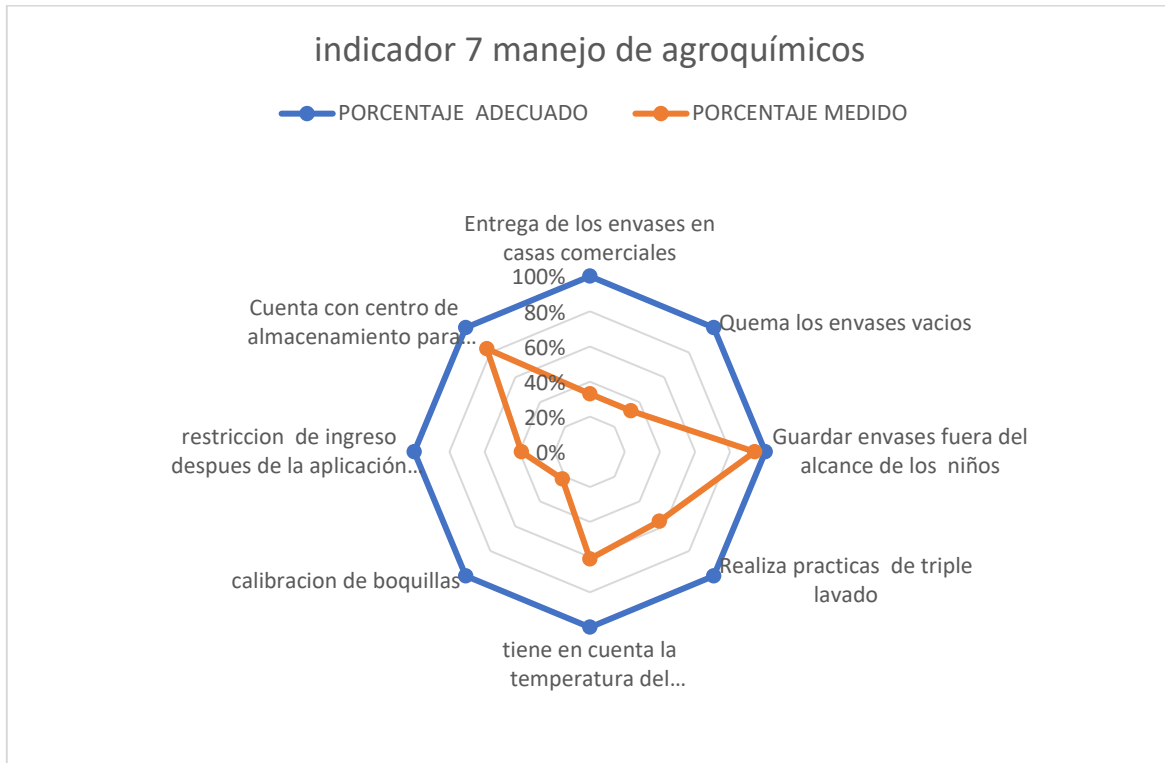 indicador 7 manejo de agroquímicos
PORCENTAJE  ADECUADO
PORCENTAJE MEDIDO
Entrega de los envases en
casas comerciales
Quema los envases vacios
Guardar envases fuera del
alcance de los  niños
Realiza practicas  de triple
lavado
tiene en cuenta la
temperatura del…
calibracion de boquillas
restriccion  de ingreso
despues de la aplicación…
Cuenta con centro de
almacenamiento para…
100%
80%
60%
40%
20%
0%